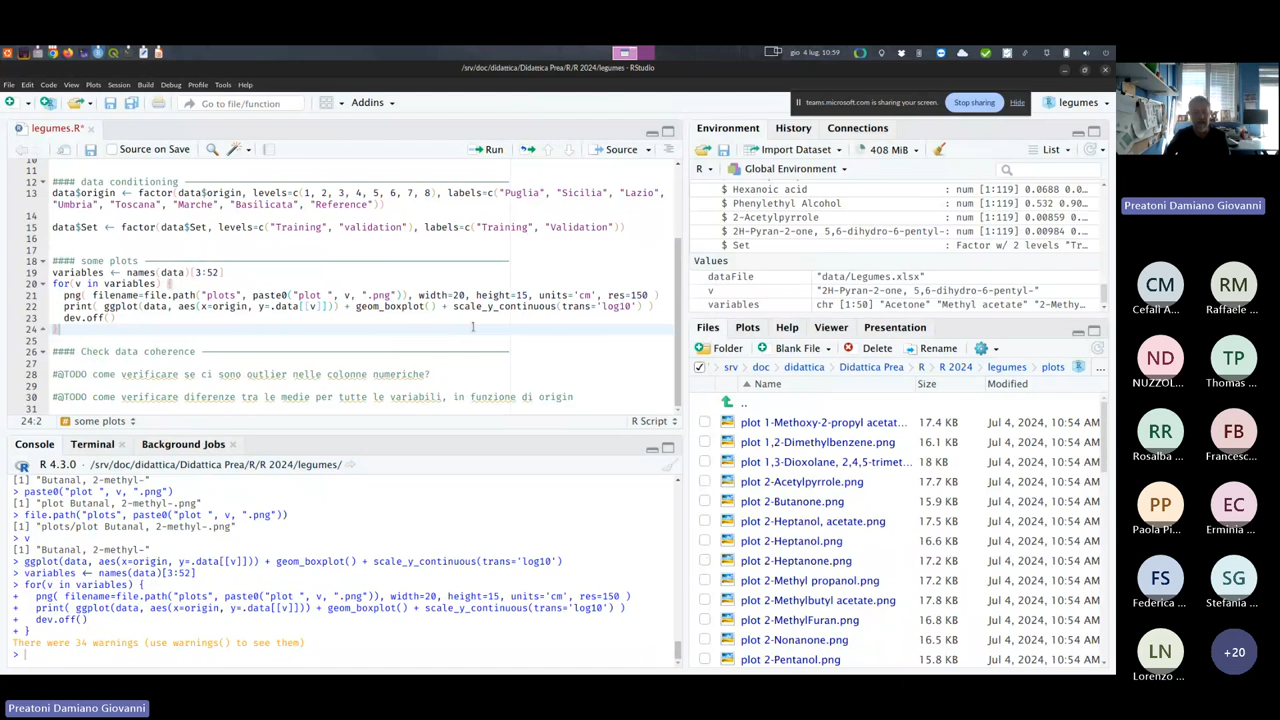 gio 4 lug, 10:59
/srv/doc/didattica/Didattica Prea/R/R 2024/legumes - RStudio
File Edit Code View Plots Session Build Debug Profile Tools Help
Go to file/function
Addins
teams.microsoft.com is sharing your screen.
Stop sharing
Hide
legumes
legumes.R*
Source on Save
Run
Source
10
11
12 #### data conditioning
13 data$origin <- factor(data$origin, levels=c(1, 2, 3, 4, 5, 6, 7, 8), labels=c("Puglia", "Sicilia", "Lazio",
"Umbria", "Toscana", "Marche", "Basilicata", "Reference"))
14
15 data$Set <- factor(data$Set, levels=c("Training", "validation"), labels=c("Training", "Validation"))
16
17
18 #### some plots
19 variables <- names(data)[3:52]
20 for(v in variables) {
21 png( filename=file.path("plots", paste0("plot ", v, ".png")), width=20, height=15, units='cm', res=150 )
22 print( ggplot(data, aes(x=origin, y=.data[[v]])) + geom_boxplot() + scale_y_continuous(trans='log10') )
23 dev.off()
24 }
25
26 #### Check data coherence
27
28 #@TODO come verificare se ci sono outlier nelle colonne numeriche?
29
30 #@TODO come verificare diferenze tra le medie per tutte le variabili, in funzione di origin
31
24:2
some plots
R Script
Console
Terminal
Background Jobs
R 4.3.0 · /srv/doc/didattica/Didattica Prea/R/R 2024/legumes/
[1] "Butanal, 2-methyl-"
> paste0("plot ", v, ".png")
[1] "plot Butanal, 2-methyl-.png"
> file.path("plots", paste0("plot ", v, ".png"))
[1] "plots/plot Butanal, 2-methyl-.png"
> v
[1] "Butanal, 2-methyl-"
> ggplot(data, aes(x=origin, y=.data[[v]])) + geom_boxplot() + scale_y_continuous(trans='log10')
> variables <- names(data)[3:52]
> for(v in variables) {
+ png( filename=file.path("plots", paste0("plot ", v, ".png")), width=20, height=15, units='cm', res=150 )
+ print( ggplot(data, aes(x=origin, y=.data[[v]])) + geom_boxplot() + scale_y_continuous(trans='log10') )
+ dev.off()
+ }
There were 34 warnings (use warnings() to see them)
>
Environment
History
Connections
Import Dataset
408 MiB
List
R
Global Environment
$ Hexanoic acid : num [1:119] 0.0688 0.0...
$ Phenylethyl Alcohol : num [1:119] 0.532 0.90...
$ 2-Acetylpyrrole : num [1:119] 0.00859 0...
$ 2H-Pyran-2-one, 5,6-dihydro-6-pentyl- : num [1:119] 0.00984 0...
$ Set : Factor w/ 2 levels "Tr...
Values
dataFile "data/Legumes.xlsx"
v "2H-Pyran-2-one, 5,6-dihydro-6-pentyl-"
variables chr [1:50] "Acetone" "Methyl acetate" "2-Methy...
Files
Plots
Help
Viewer
Presentation
Folder
Blank File
Delete
Rename
srv doc didattica Didattica Prea R R 2024 legumes plots ...
Name Size Modified
..
plot 1-Methoxy-2-propyl acetat... 17.4 KB Jul 4, 2024, 10:54 AM
plot 1,2-Dimethylbenzene.png 16.1 KB Jul 4, 2024, 10:54 AM
plot 1,3-Dioxolane, 2,4,5-trimet... 18 KB Jul 4, 2024, 10:54 AM
plot 2-Acetylpyrrole.png 17.7 KB Jul 4, 2024, 10:54 AM
plot 2-Butanone.png 15.9 KB Jul 4, 2024, 10:54 AM
plot 2-Heptanol, acetate.png 17.5 KB Jul 4, 2024, 10:54 AM
plot 2-Heptanol.png 16.6 KB Jul 4, 2024, 10:54 AM
plot 2-Heptanone.png 17.2 KB Jul 4, 2024, 10:54 AM
plot 2-Methyl propanol.png 17.2 KB Jul 4, 2024, 10:54 AM
plot 2-Methylbutyl acetate.png 17.8 KB Jul 4, 2024, 10:54 AM
plot 2-MethylFuran.png 16.8 KB Jul 4, 2024, 10:54 AM
plot 2-Nonanone.png 16.5 KB Jul 4, 2024, 10:54 AM
plot 2-Pentanol.png 15.8 KB Jul 4, 2024, 10:54 AM
Preatoni Damiano Giovanni
CM
Cefalì A...
RM
Raffaele ...
ND
NUZZOL...
TP
Thomas ...
RR
Rosalba ...
FB
Francesc...
PP
Paola Pi...
EC
Erminia ...
FS
Federica ...
SG
Stefania ...
LN
Lorenzo ...
+20
Preatoni Damiano Giovanni